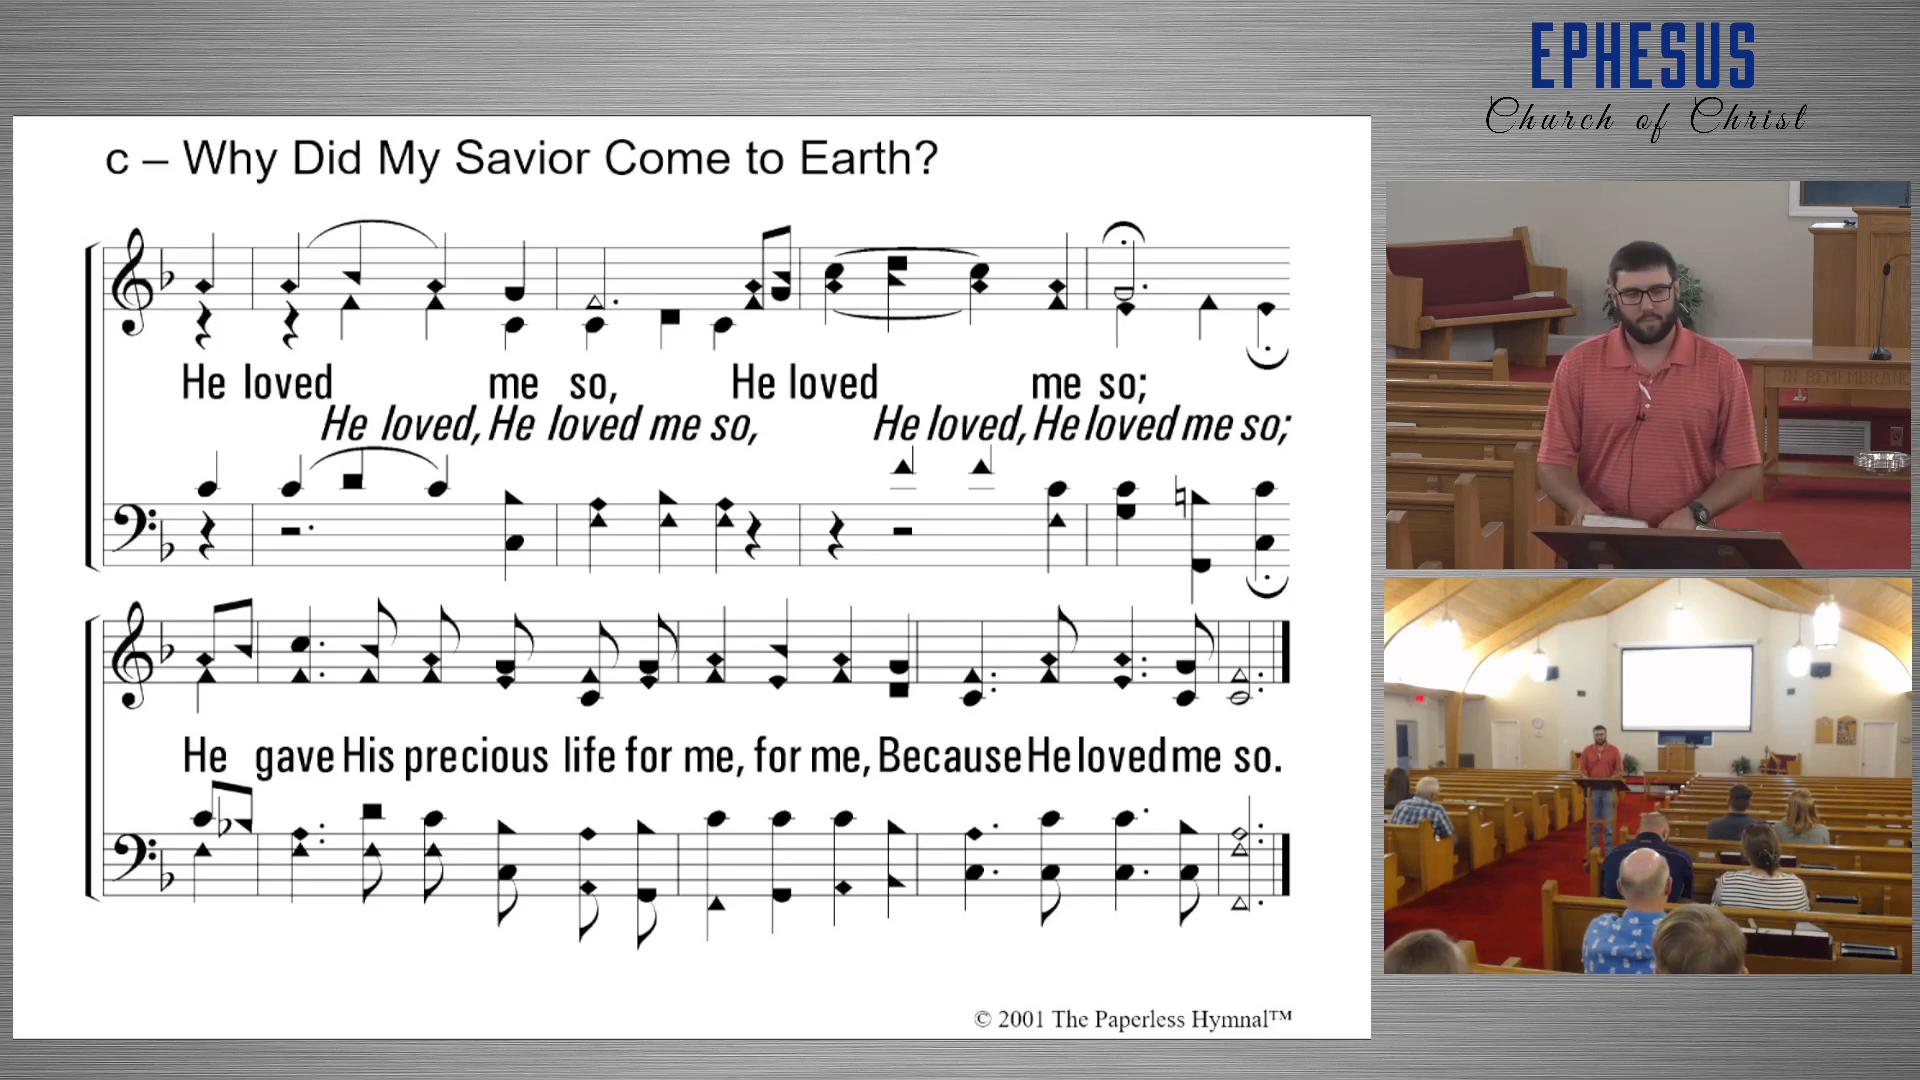 EPHESUS
Church of Christ
c – Why Did My Savior Come to Earth?
He loved me so, He loved me so;
He loved, He loved me so, He loved, He loved me so;
He gave His precious life for me, for me, Because He loved me so.
© 2001 The Paperless Hymnal™